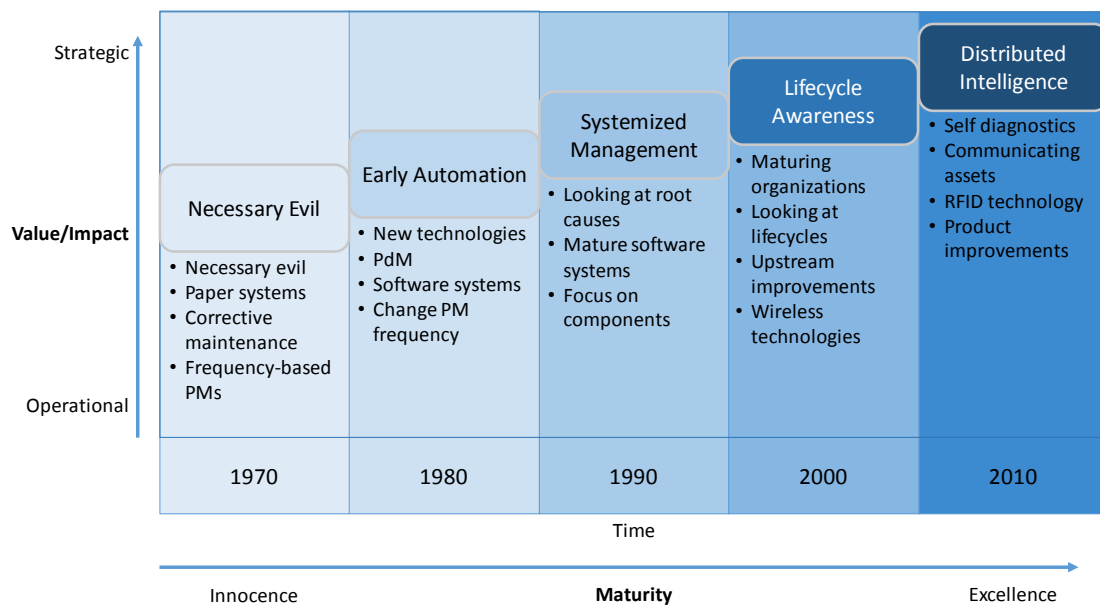 Strategic
Value/Impact
Operational
Necessary Evil
• Necessary evil
• Paper systems
• Corrective
maintenance
• Frequency-based
PMs
Early Automation
• New technologies
• PdM
• Software systems
• Change PM
frequency
Systemized
Management
• Looking at root
causes
• Mature software
systems
• Focus on
components
Lifecycle
Awareness
• Maturing
organizations
• Looking at
lifecycles
• Upstream
improvements
• Wireless
technologies
Distributed
Intelligence
• Self diagnostics
• Communicating
assets
• RFID technology
• Product
improvements
1970
1980
1990
2000
2010
Time
Innocence
Maturity
Excellence